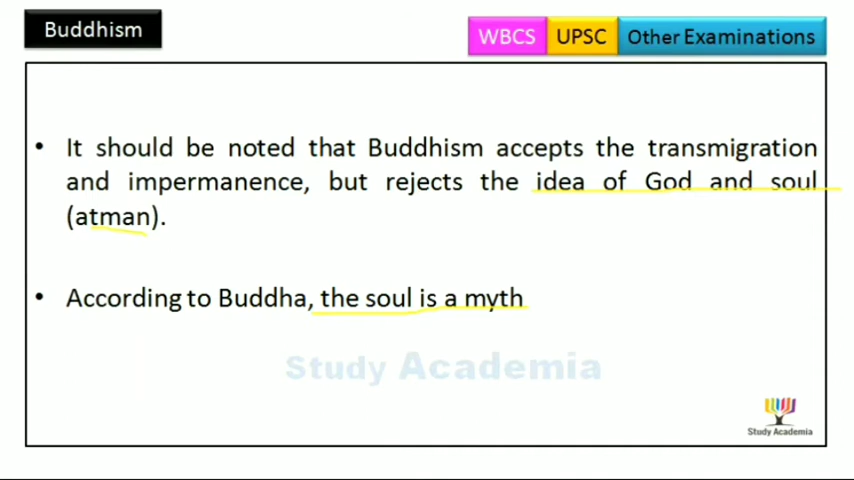 Buddhism
WBCS UPSC Other Examinations
• It should be noted that Buddhism accepts the transmigration
and impermanence, but rejects the idea of God and soul
(atman).
• According to Buddha, the soul is a myth
Study Academia
Study Academia